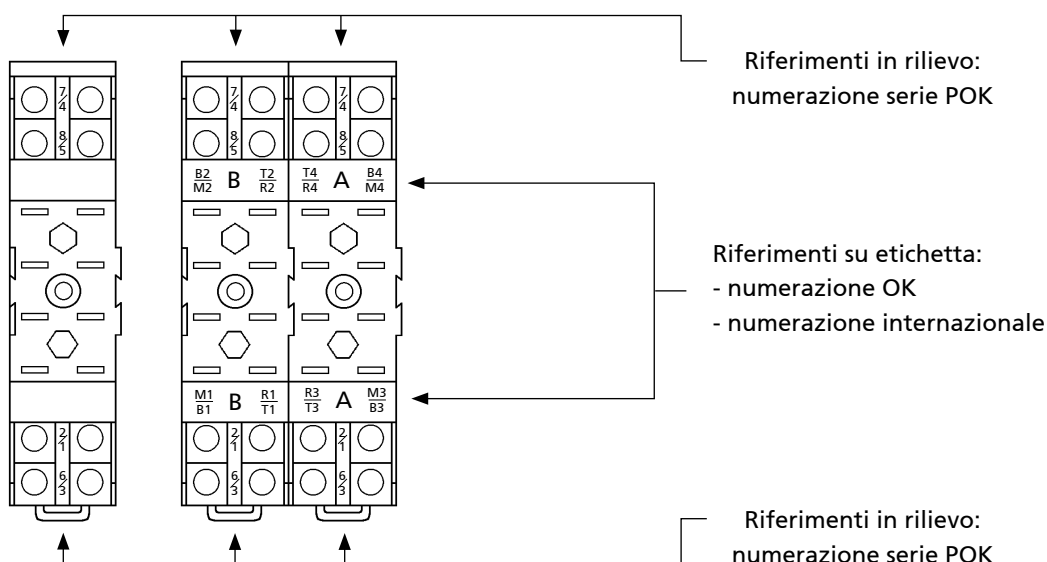 Riferimenti in rilievo:
numerazione serie POK
7/4 7/4 7/4
8/5 8/5 8/5
B2/M2 B T2/R2 T4/R4 A B4/M4
Riferimenti su etichetta:
- numerazione OK
- numerazione internazionale
M1/B1 B R1/T1 R3/T3 A M3/B3
2/1 2/1 2/1
6/3 6/3 6/3
Riferimenti in rilievo:
numerazione serie POK